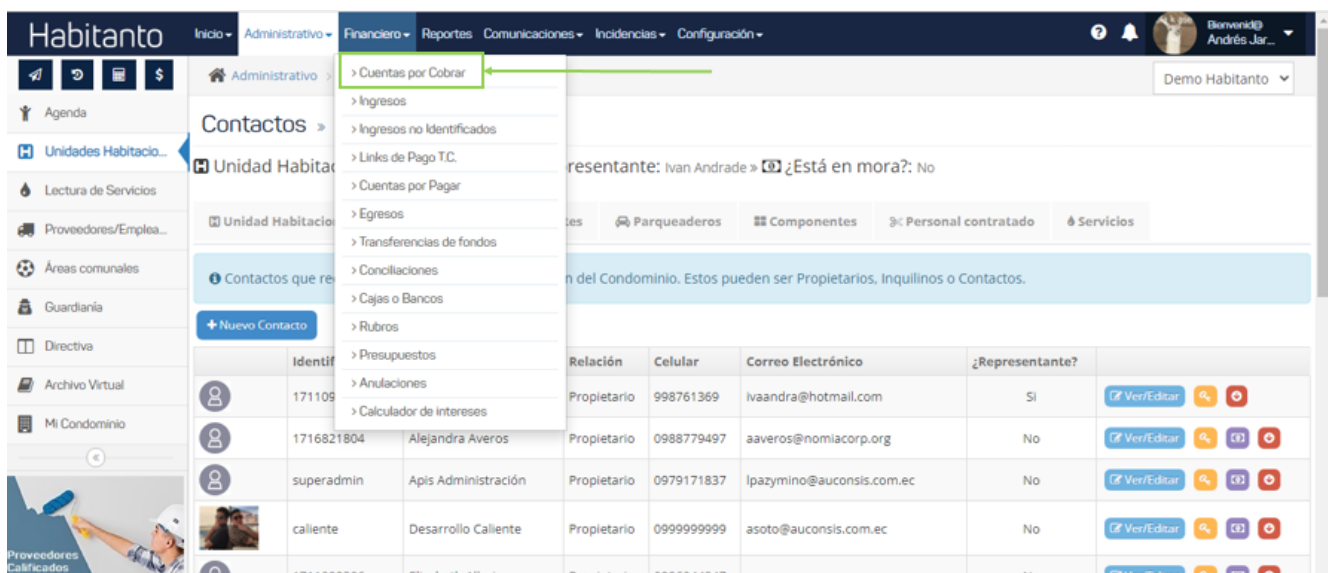 Habitanto
Inicio Administrativo Financiero Reportes Comunicaciones Incidencias Configuración
Bienvenid@
Andrés Jar...
Administrativo >
Demo Habitanto
> Cuentas por Cobrar
> Ingresos
> Ingresos no Identificados
> Links de Pago T.C.
> Cuentas por Pagar
> Egresos
> Transferencias de fondos
> Conciliaciones
> Cajas o Bancos
> Rubros
> Presupuestos
> Anulaciones
> Calculador de intereses
Agenda
Unidades Habitacio...
Lectura de Servicios
Proveedores/Emplea...
Áreas comunales
Guardianía
Directiva
Archivo Virtual
Mi Condominio
Proveedores
Calificados
Contactos »
Unidad Habitac resentante: Ivan Andrade » ¿Está en mora?: No
Unidad Habitacio tes Parqueaderos Componentes Personal contratado Servicios
Contactos que re n del Condominio. Estos pueden ser Propietarios, Inquilinos o Contactos.
+ Nuevo Contacto
Identif Relación Celular Correo Electrónico ¿Representante?
171109 Propietario 998761369 ivaandra@hotmail.com Si Ver/Editar
1716821804 Alejandra Averos Propietario 0988779497 aaveros@nomiacorp.org No Ver/Editar
superadmin Apis Administración Propietario 0979171837 lpazymino@auconsis.com.ec No Ver/Editar
caliente Desarrollo Caliente Propietario 0999999999 asoto@auconsis.com.ec No Ver/Editar